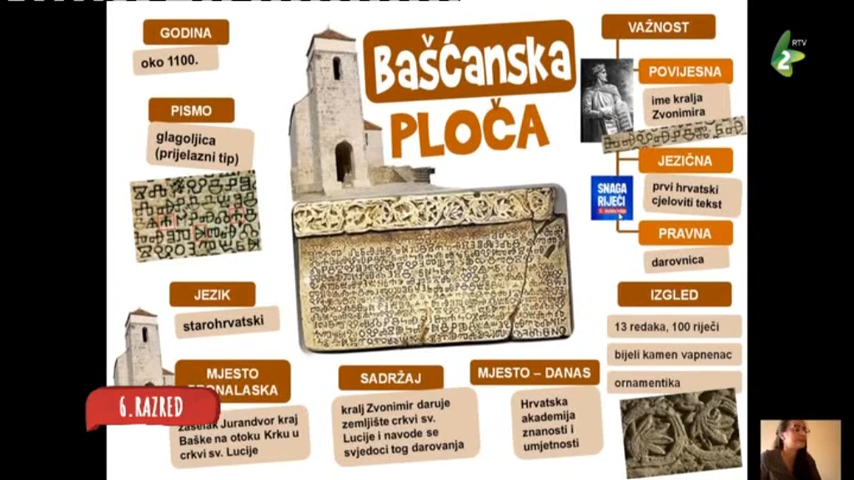 GODINA
oko 1100.
PISMO
glagoljica
(prijelazni tip)
JEZIK
starohrvatski
Bašćanska
PLOČA
VAŽNOST
POVIJESNA
ime kralja
Zvonimira
JEZIČNA
prvi hrvatski
cjeloviti tekst
SNAGA
RIJEČI
PRAVNA
darovnica
IZGLED
13 redaka, 100 riječi
bijeli kamen vapnenac
ornamentika
MJESTO
zaselak Jurandvor kraj
Baške na otoku Krku u
crkvi sv. Lucije
SADRŽAJ
kralj Zvonimir daruje
zemljište crkvi sv.
Lucije i navode se
svjedoci tog darovanja
MJESTO – DANAS
Hrvatska
akademija
znanosti i
umjetnosti
6. RAZRED
RTV
2